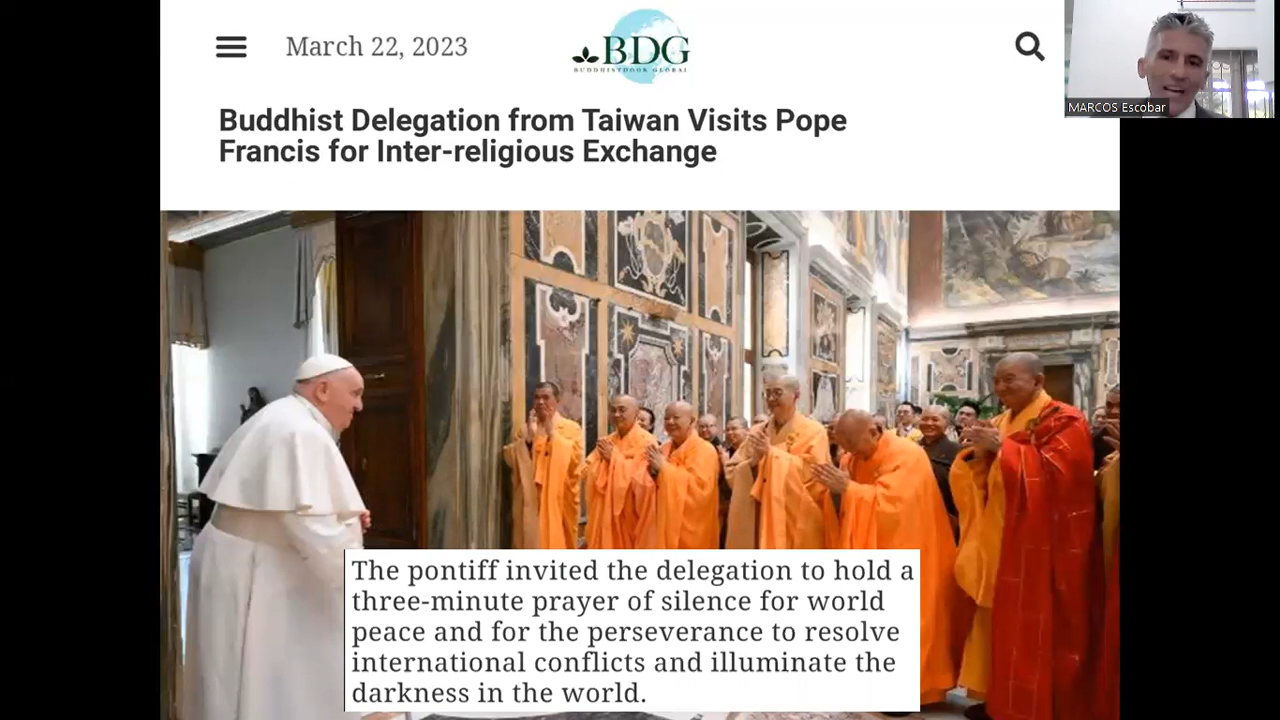 March 22, 2023
BDG
BUDDHISTDOOR GLOBAL
MARCOS Escobar
Buddhist Delegation from Taiwan Visits Pope
Francis for Inter-religious Exchange
The pontiff invited the delegation to hold a
three-minute prayer of silence for world
peace and for the perseverance to resolve
international conflicts and illuminate the
darkness in the world.